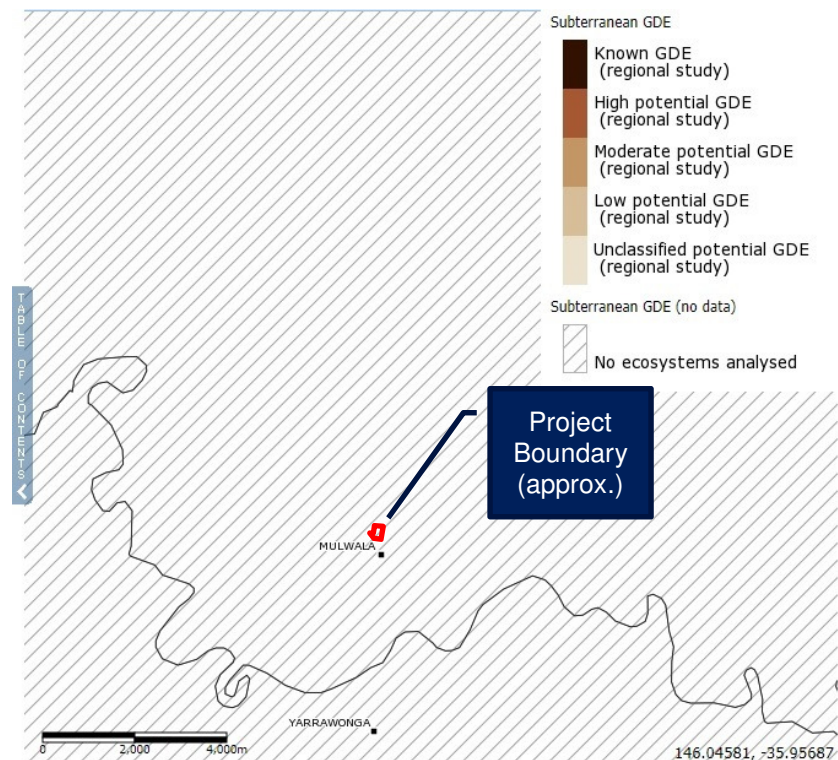 Subterranean GDE
Known GDE
(regional study)
High potential GDE
(regional study)
Moderate potential GDE
(regional study)
Low potential GDE
(regional study)
Unclassified potential GDE
(regional study)
Subterranean GDE (no data)
No ecosystems analysed
TABLE OF CONTENTS
Project
Boundary
(approx.)
MULWALA
YARRAWONGA
0 2,000 4,000m
146.04581, -35.95687